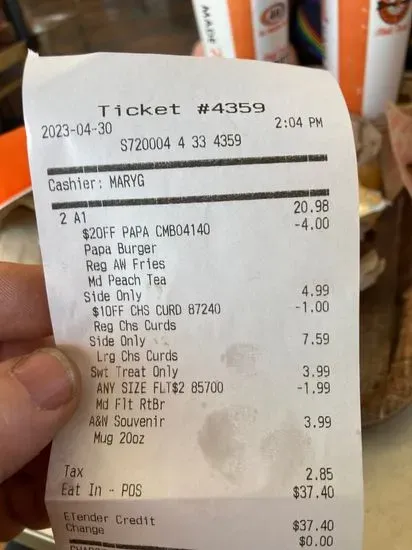 MADE
A&W
Ticket #4359
2023-04-30 2:04 PM
S720004 4 33 4359
Cashier: MARYG
2 A1 20.98
$2OFF PAPA CMB04140 -4.00
Papa Burger
Reg AW Fries
Md Peach Tea
Side Only 4.99
$1OFF CHS CURD 87240 -1.00
Reg Chs Curds
Side Only 7.59
Lrg Chs Curds
Swt Treat Only 3.99
ANY SIZE FLT$2 85700 -1.99
Md Flt RtBr
A&W Souvenir 3.99
Mug 20oz
Tax 2.85
Eat In - POS $37.40
ETender Credit $37.40
Change $0.00